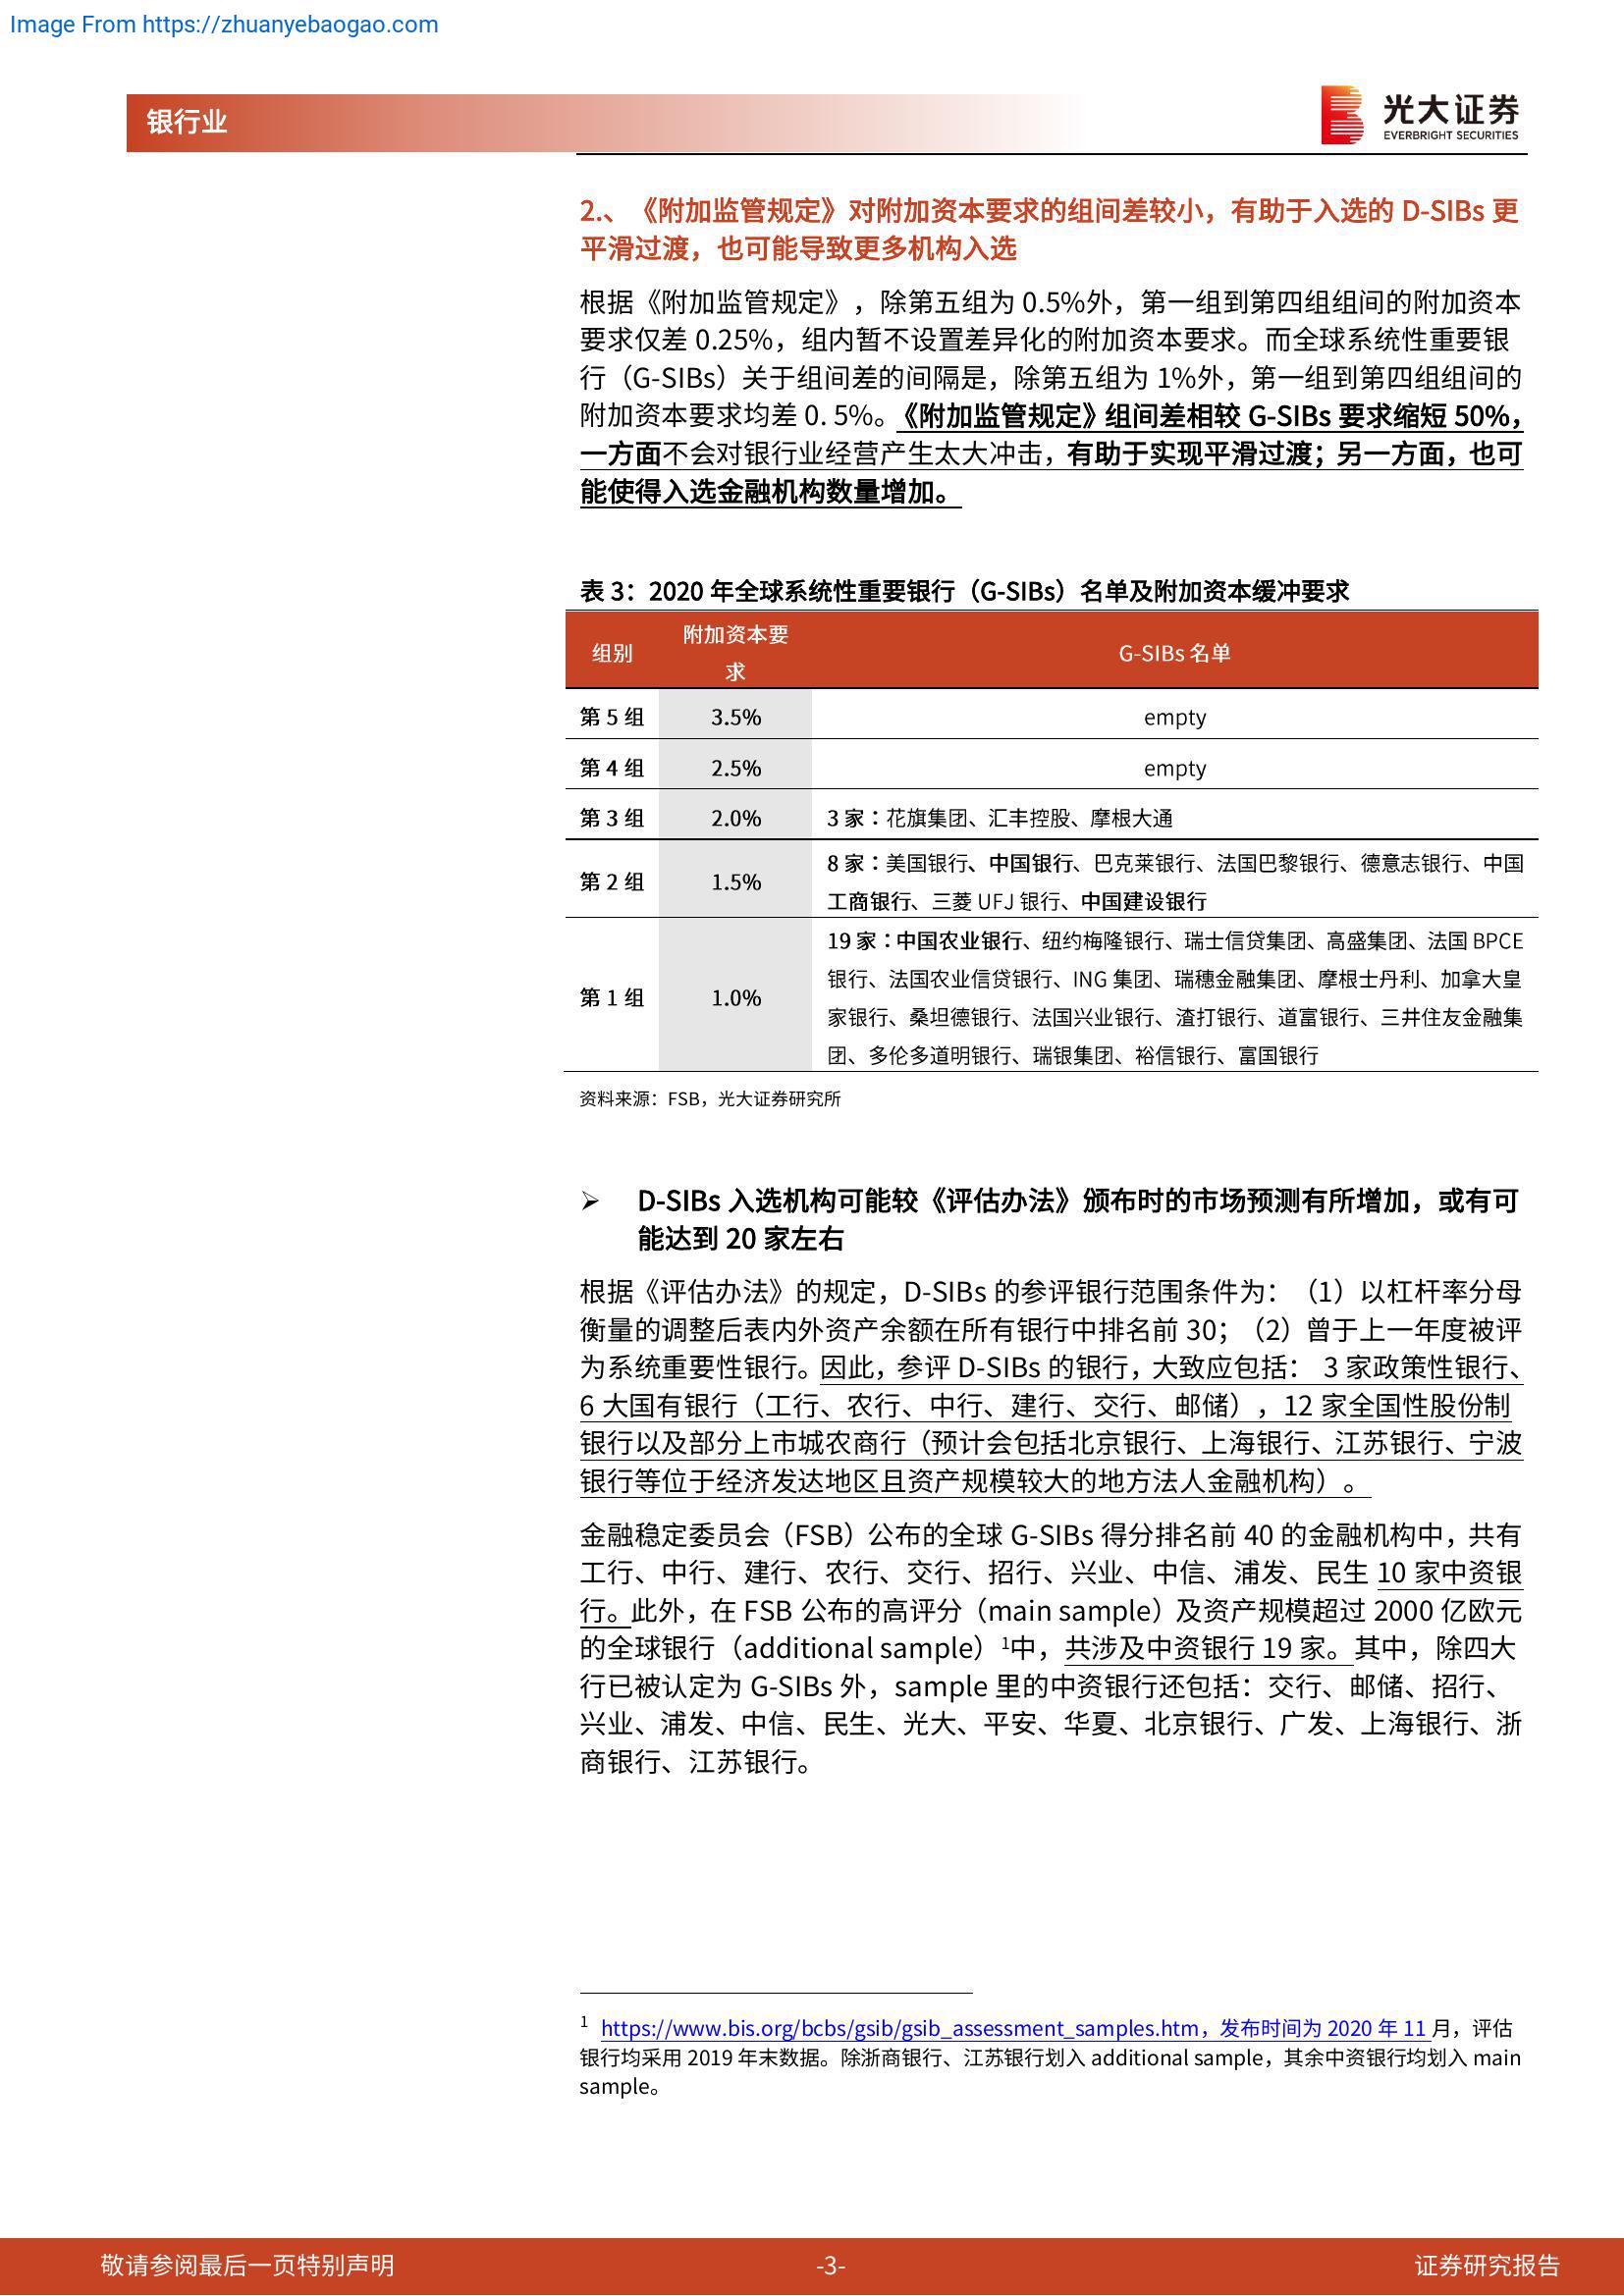 Image From https://zhuanyebaogao.com
银行业
光大证券
EVERBRIGHT SECURITIES
2.、《附加监管规定》对附加资本要求的组间差较小，有助于入选的 D-SIBs 更
平滑过渡，也可能导致更多机构入选
根据《附加监管规定》，除第五组为 0.5%外，第一组到第四组组间的附加资本
要求仅差 0.25%，组内暂不设置差异化的附加资本要求。而全球系统性重要银
行（G-SIBs）关于组间差的间隔是，除第五组为 1%外，第一组到第四组组间的
附加资本要求均差 0. 5%。《附加监管规定》组间差相较 G-SIBs 要求缩短 50%，
一方面不会对银行业经营产生太大冲击，有助于实现平滑过渡；另一方面，也可
能使得入选金融机构数量增加。
表 3：2020 年全球系统性重要银行（G-SIBs）名单及附加资本缓冲要求
组别 附加资本要求 G-SIBs 名单
第 5 组 3.5% empty
第 4 组 2.5% empty
第 3 组 2.0% 3 家：花旗集团、汇丰控股、摩根大通
第 2 组 1.5% 8 家：美国银行、中国银行、巴克莱银行、法国巴黎银行、德意志银行、中国
工商银行、三菱 UFJ 银行、中国建设银行
第 1 组 1.0% 19 家：中国农业银行、纽约梅隆银行、瑞士信贷集团、高盛集团、法国 BPCE
银行、法国农业信贷银行、ING 集团、瑞穗金融集团、摩根士丹利、加拿大皇
家银行、桑坦德银行、法国兴业银行、渣打银行、道富银行、三井住友金融集
团、多伦多道明银行、瑞银集团、裕信银行、富国银行
资料来源：FSB，光大证券研究所
➢ D-SIBs 入选机构可能较《评估办法》颁布时的市场预测有所增加，或有可
能达到 20 家左右
根据《评估办法》的规定，D-SIBs 的参评银行范围条件为：（1）以杠杆率分母
衡量的调整后表内外资产余额在所有银行中排名前 30；（2）曾于上一年度被评
为系统重要性银行。因此，参评 D-SIBs 的银行，大致应包括： 3 家政策性银行、
6 大国有银行（工行、农行、中行、建行、交行、邮储），12 家全国性股份制
银行以及部分上市城农商行（预计会包括北京银行、上海银行、江苏银行、宁波
银行等位于经济发达地区且资产规模较大的地方法人金融机构）。
金融稳定委员会（FSB）公布的全球 G-SIBs 得分排名前 40 的金融机构中，共有
工行、中行、建行、农行、交行、招行、兴业、中信、浦发、民生 10 家中资银
行。此外，在 FSB 公布的高评分（main sample）及资产规模超过 2000 亿欧元
的全球银行（additional sample）¹中，共涉及中资银行 19 家。其中，除四大
行已被认定为 G-SIBs 外，sample 里的中资银行还包括：交行、邮储、招行、
兴业、浦发、中信、民生、光大、平安、华夏、北京银行、广发、上海银行、浙
商银行、江苏银行。
1 https://www.bis.org/bcbs/gsib/gsib_assessment_samples.htm，发布时间为 2020 年 11 月，评估
银行均采用 2019 年末数据。除浙商银行、江苏银行划入 additional sample，其余中资银行均划入 main
sample。
敬请参阅最后一页特别声明 -3- 证券研究报告